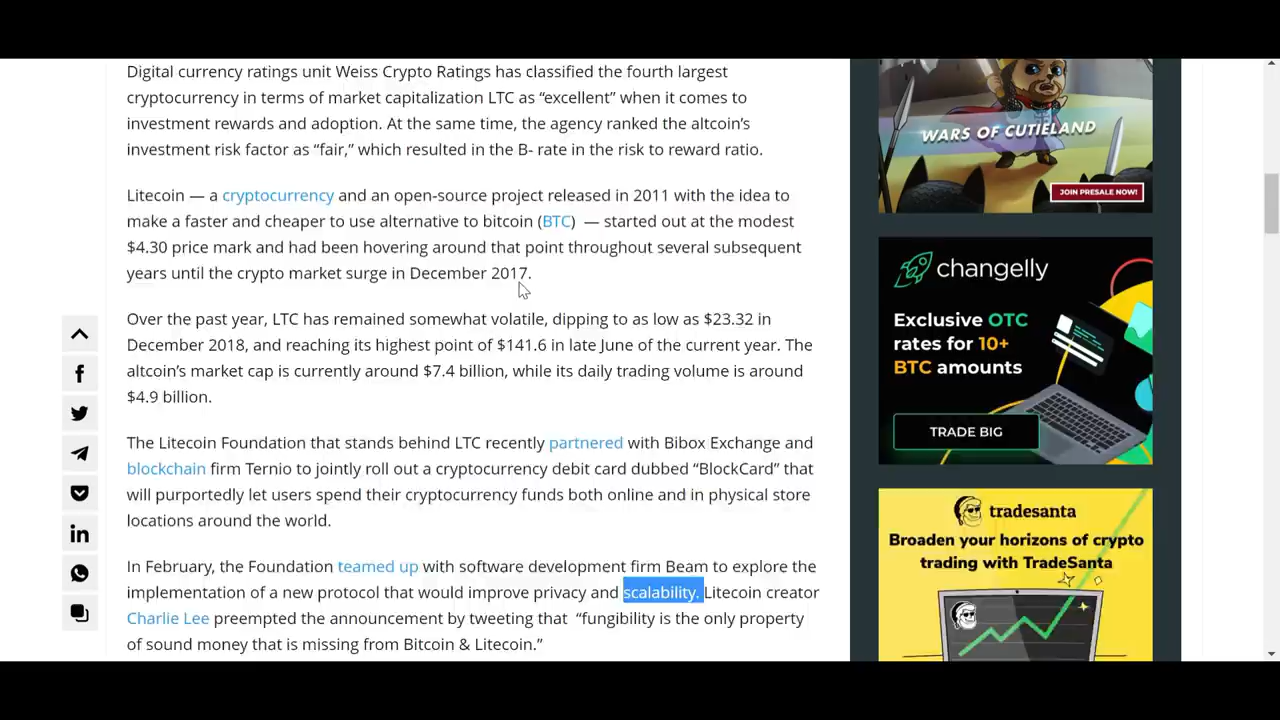 Digital currency ratings unit Weiss Crypto Ratings has classified the fourth largest
cryptocurrency in terms of market capitalization LTC as “excellent” when it comes to
investment rewards and adoption. At the same time, the agency ranked the altcoin’s
investment risk factor as “fair,” which resulted in the B- rate in the risk to reward ratio.
Litecoin — a cryptocurrency and an open-source project released in 2011 with the idea to
make a faster and cheaper to use alternative to bitcoin (BTC)  — started out at the modest
$4.30 price mark and had been hovering around that point throughout several subsequent
years until the crypto market surge in December 2017.
Over the past year, LTC has remained somewhat volatile, dipping to as low as $23.32 in
December 2018, and reaching its highest point of $141.6 in late June of the current year. The
altcoin’s market cap is currently around $7.4 billion, while its daily trading volume is around
$4.9 billion.
The Litecoin Foundation that stands behind LTC recently partnered with Bibox Exchange and
blockchain firm Ternio to jointly roll out a cryptocurrency debit card dubbed “BlockCard” that
will purportedly let users spend their cryptocurrency funds both online and in physical store
locations around the world.
In February, the Foundation teamed up with software development firm Beam to explore the
implementation of a new protocol that would improve privacy and scalability. Litecoin creator
Charlie Lee preempted the announcement by tweeting that  “fungibility is the only property
of sound money that is missing from Bitcoin & Litecoin.”
WARS OF CUTIELAND
JOIN PRESALE NOW!
changelly
Exclusive OTC
rates for 10+
BTC amounts
TRADE BIG
tradesanta
Broaden your horizons of crypto
trading with TradeSanta